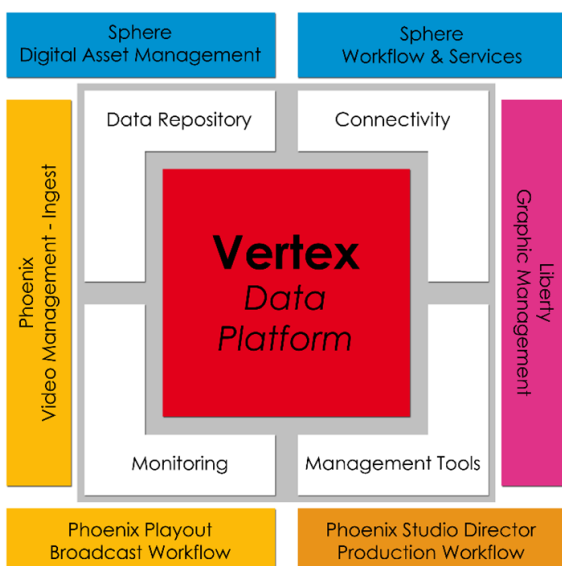 Sphere
Digital Asset Management
Sphere
Workflow & Services
Data Repository
Connectivity
Phoenix
Video Management - Ingest
Vertex
Data
Platform
Liberty
Graphic Management
Monitoring
Management Tools
Phoenix Playout
Broadcast Workflow
Phoenix Studio Director
Production Workflow